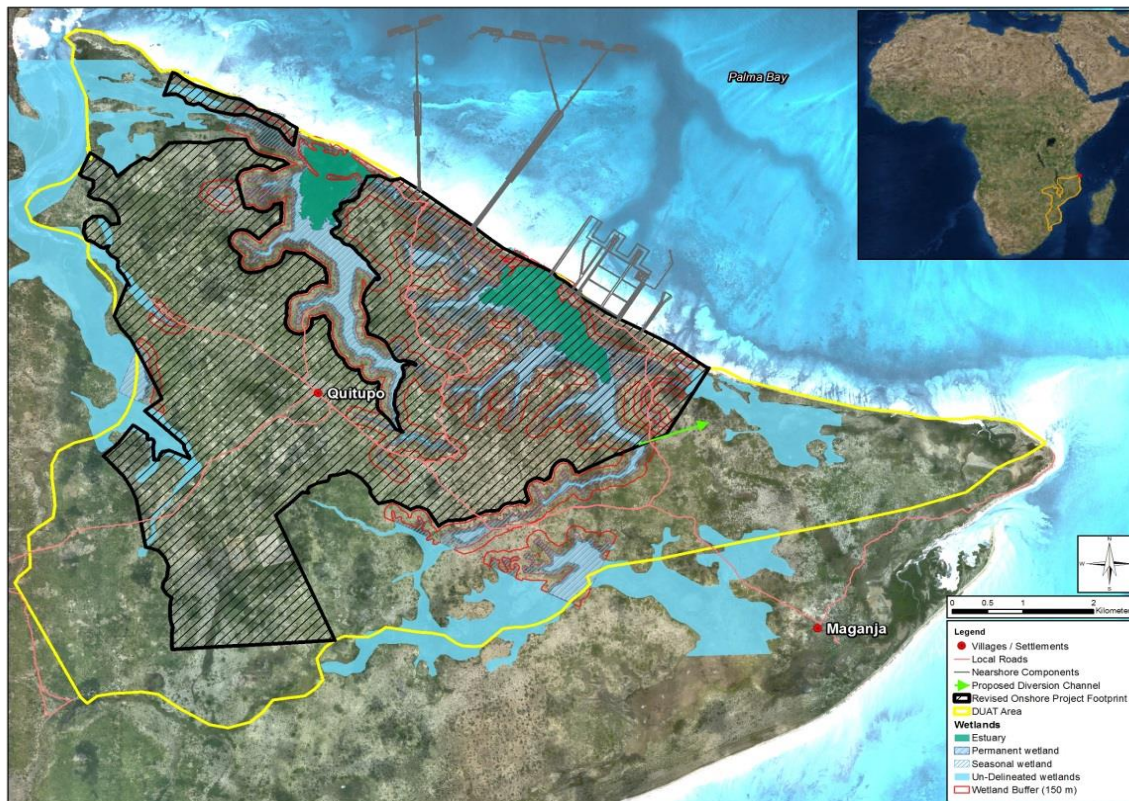 Palma Bay
Quitupo
Maganja
N
W
E
S
0 0.5 1 2
Kilometer
Legend
Villages / Settlements
Local Roads
Nearshore Components
Proposed Diversion Channel
Revised Onshore Project Footprint
DUAT Area
Wetlands
Estuary
Permanent wetland
Seasonal wetland
Un-Delineated wetlands
Wetland Buffer (150 m)